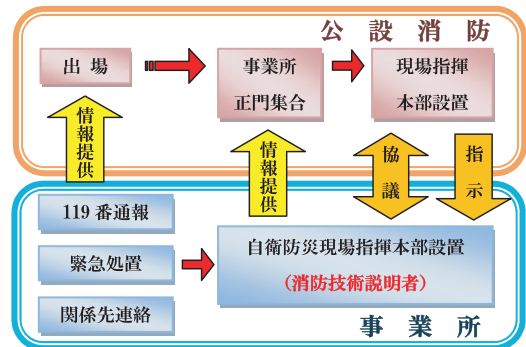 公設消防
出場
事業所
正門集合
現場指揮
本部設置
情報提供
情報提供
協議
指示
119番通報
緊急処置
関係先連絡
自衛防災現場指揮本部設置
(消防技術説明者)
事業所